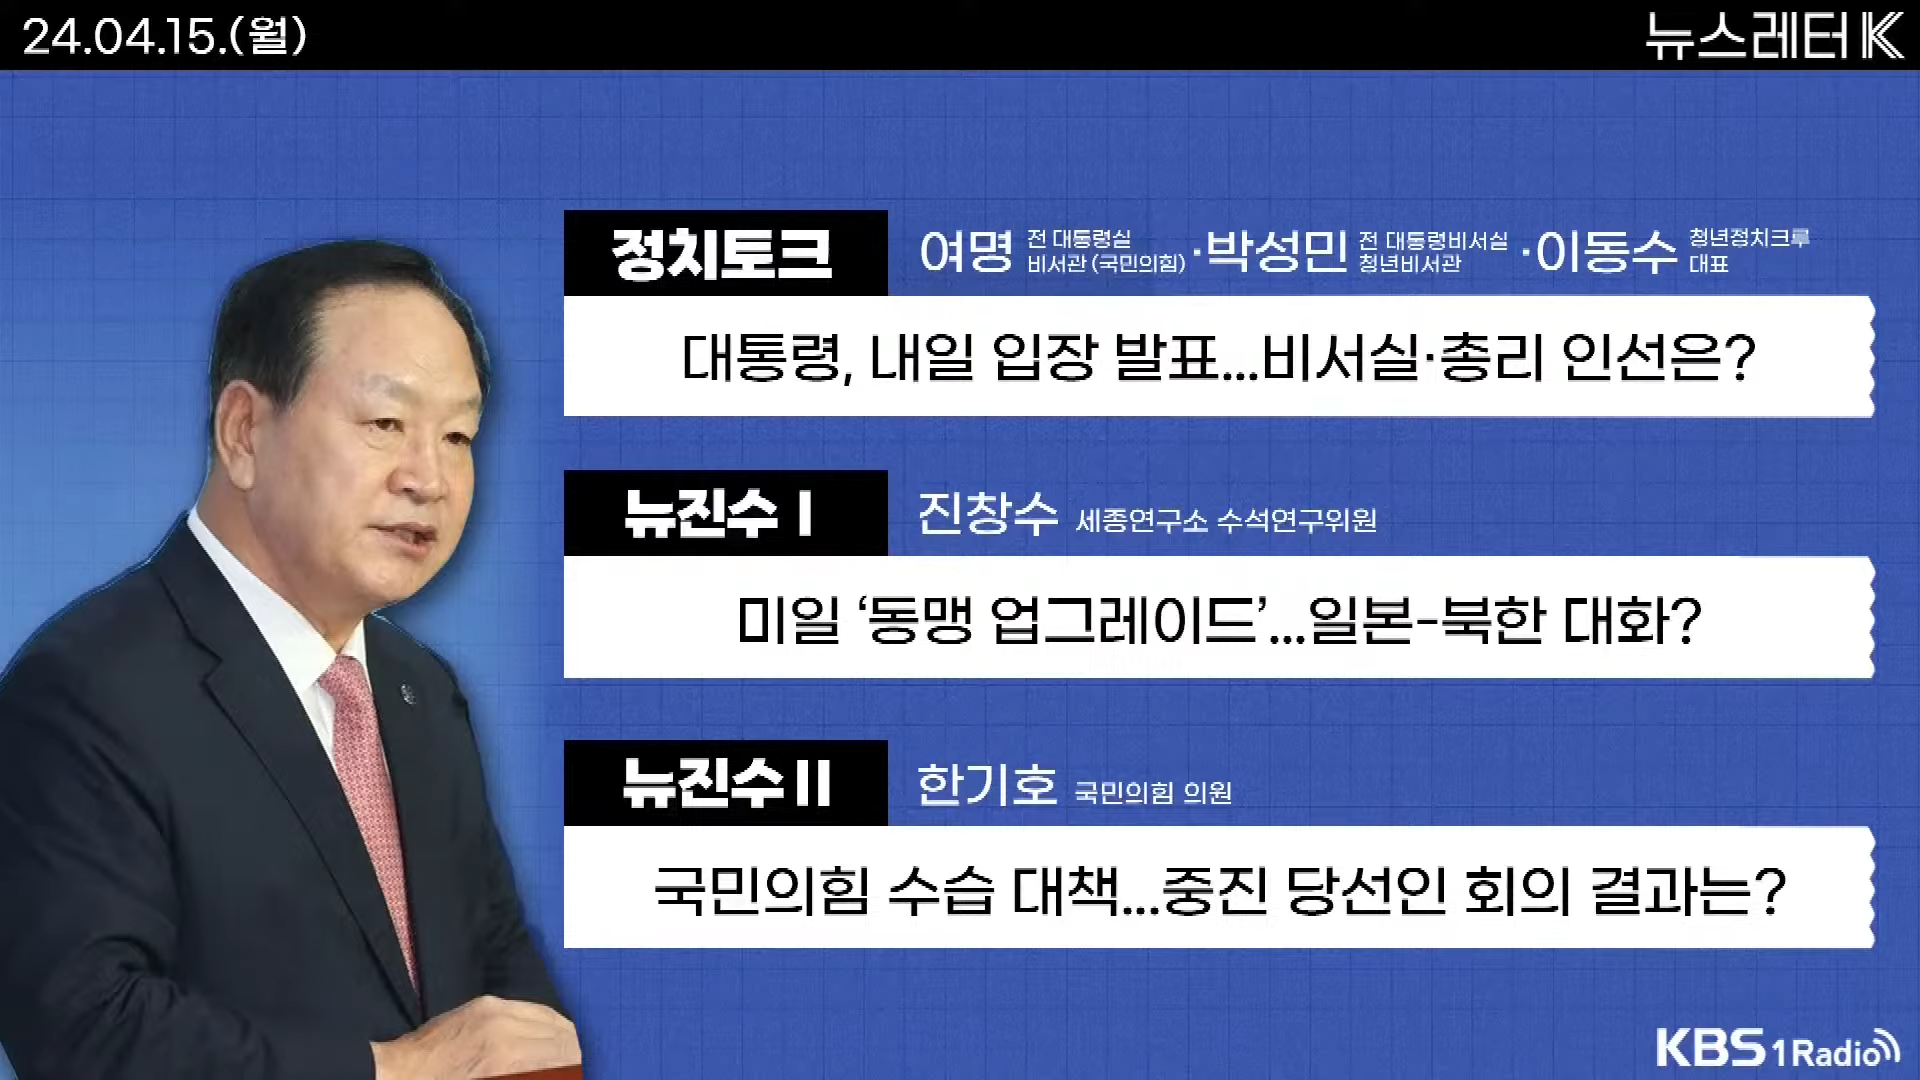 24.04.15.(월)
뉴스레터 K
정치토크
여명 전 대통령실 비서관 (국민의힘) · 박성민 전 대통령비서실 청년비서관 · 이동수 청년정치크루 대표
대통령, 내일 입장 발표...비서실·총리 인선은?
뉴진수 I
진창수 세종연구소 수석연구위원
미일 ‘동맹 업그레이드’...일본-북한 대화?
뉴진수 II
한기호 국민의힘 의원
국민의힘 수습 대책...중진 당선인 회의 결과는?
KBS 1Radio